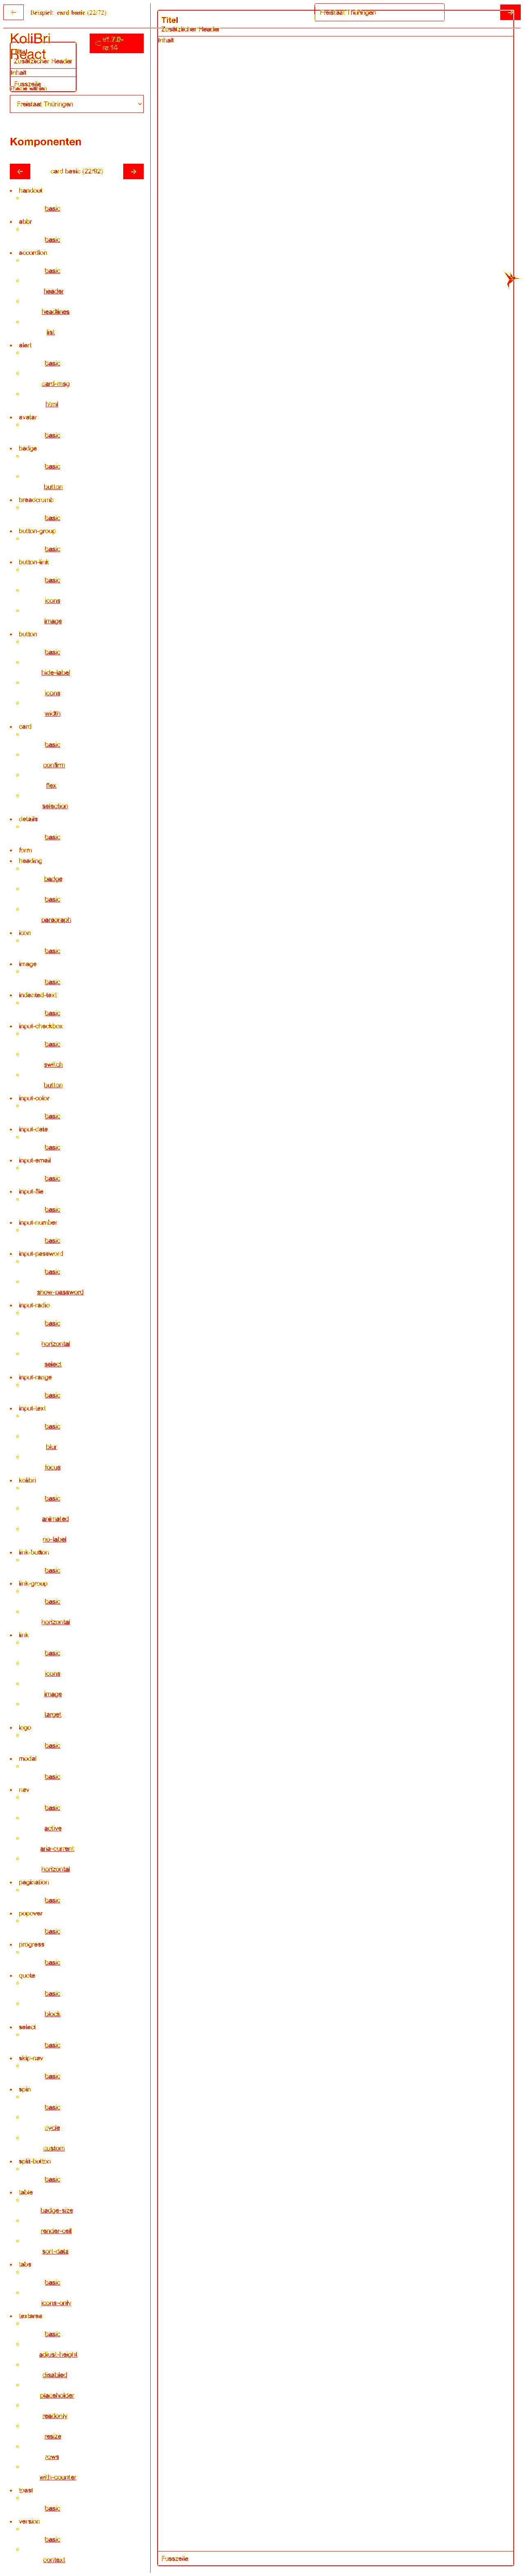 Beispiel: card basic (22/72)
Freistaat Thüringen
KoliBri
React
Titel
Zusätzlicher Header
Inhalt
Fusszeile
Freistaat Thüringen
Komponenten
card basic (22/92)
handout
basic
abbr
basic
accordion
basic
header
headlines
list
alert
basic
card-msg
html
avatar
basic
badge
basic
button
breadcrumb
basic
button-group
basic
button-link
basic
icons
image
button
basic
hide-label
icons
width
card
basic
confirm
flex
selection
details
basic
form
heading
badge
basic
paragraph
icon
basic
image
basic
indented-text
basic
input-checkbox
basic
switch
button
input-color
basic
input-date
basic
input-email
basic
input-file
basic
input-number
basic
input-password
basic
show-password
input-radio
basic
horizontal
select
input-range
basic
input-text
basic
blur
focus
kolibri
basic
animated
no-label
link-button
basic
link-group
basic
horizontal
link
basic
icons
image
target
logo
basic
modal
basic
nav
basic
active
aria-current
horizontal
pagination
basic
popover
basic
progress
basic
quote
basic
block
select
basic
skip-nav
basic
spin
basic
cycle
custom
split-button
basic
table
badge-size
render-cell
sort-data
tabs
basic
icons-only
textarea
basic
adjust-height
disabled
placeholder
readonly
resize
rows
with-counter
toast
basic
version
basic
context
Titel
Zusätzlicher Header
Inhalt
Fusszeile